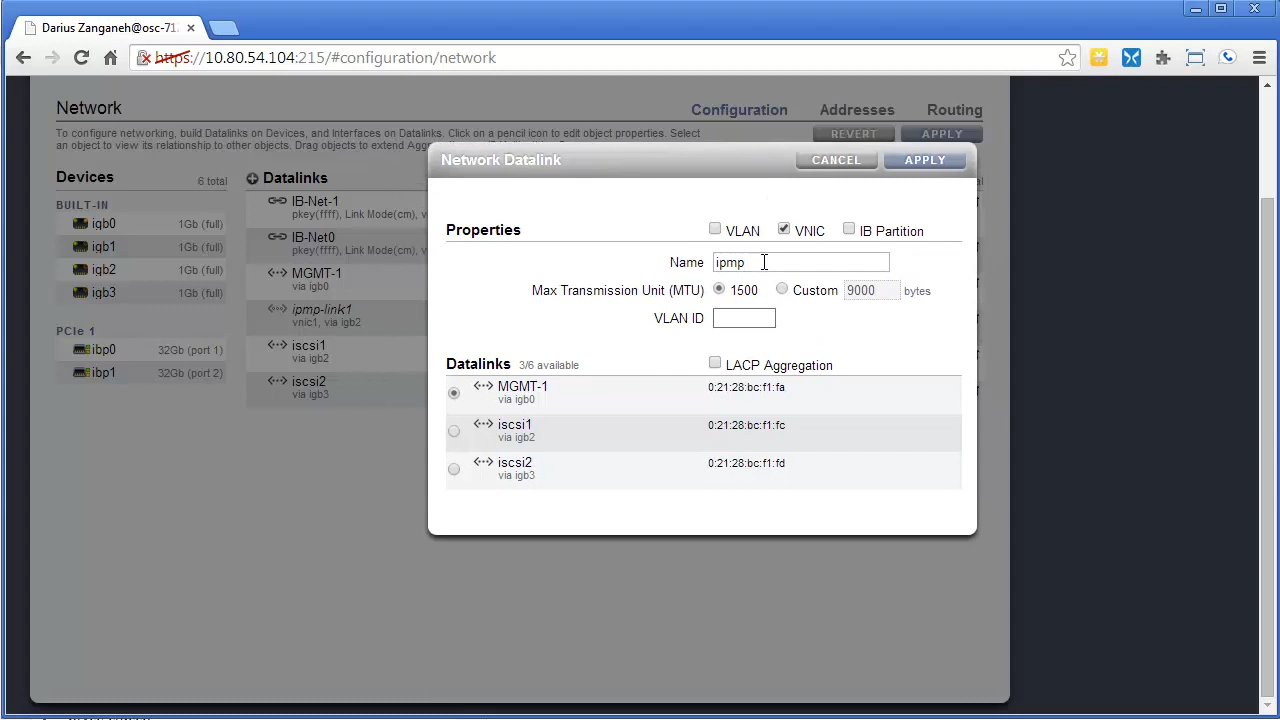 Darius Zanganeh@osc-71
https://10.80.54.104:215/#configuration/network
Network
Configuration
Addresses
Routing
To configure networking, build Datalinks on Devices, and Interfaces on Datalinks. Click on a pencil icon to edit object properties. Select
an object to view its relationship to other objects. Drag objects to extend Aggre
REVERT
APPLY
Devices
6 total
BUILT-IN
igb0
1Gb (full)
igb1
1Gb (full)
igb2
1Gb (full)
igb3
1Gb (full)
PCIe 1
ibp0
32Gb (port 1)
ibp1
32Gb (port 2)
Datalinks
IB-Net-1
pkey(ffff), Link Mode(cm), v
IB-Net0
pkey(ffff), Link Mode(cm), v
MGMT-1
via igb0
ipmp-link1
vnic1, via igb2
iscsi1
via igb2
iscsi2
via igb3
Network Datalink
CANCEL
APPLY
Properties
VLAN
VNIC
IB Partition
Name
ipmp
Max Transmission Unit (MTU)
1500
Custom
9000
bytes
VLAN ID
Datalinks
3/6 available
LACP Aggregation
MGMT-1
0:21:28:bc:f1:fa
via igb0
iscsi1
0:21:28:bc:f1:fc
via igb2
iscsi2
0:21:28:bc:f1:fd
via igb3